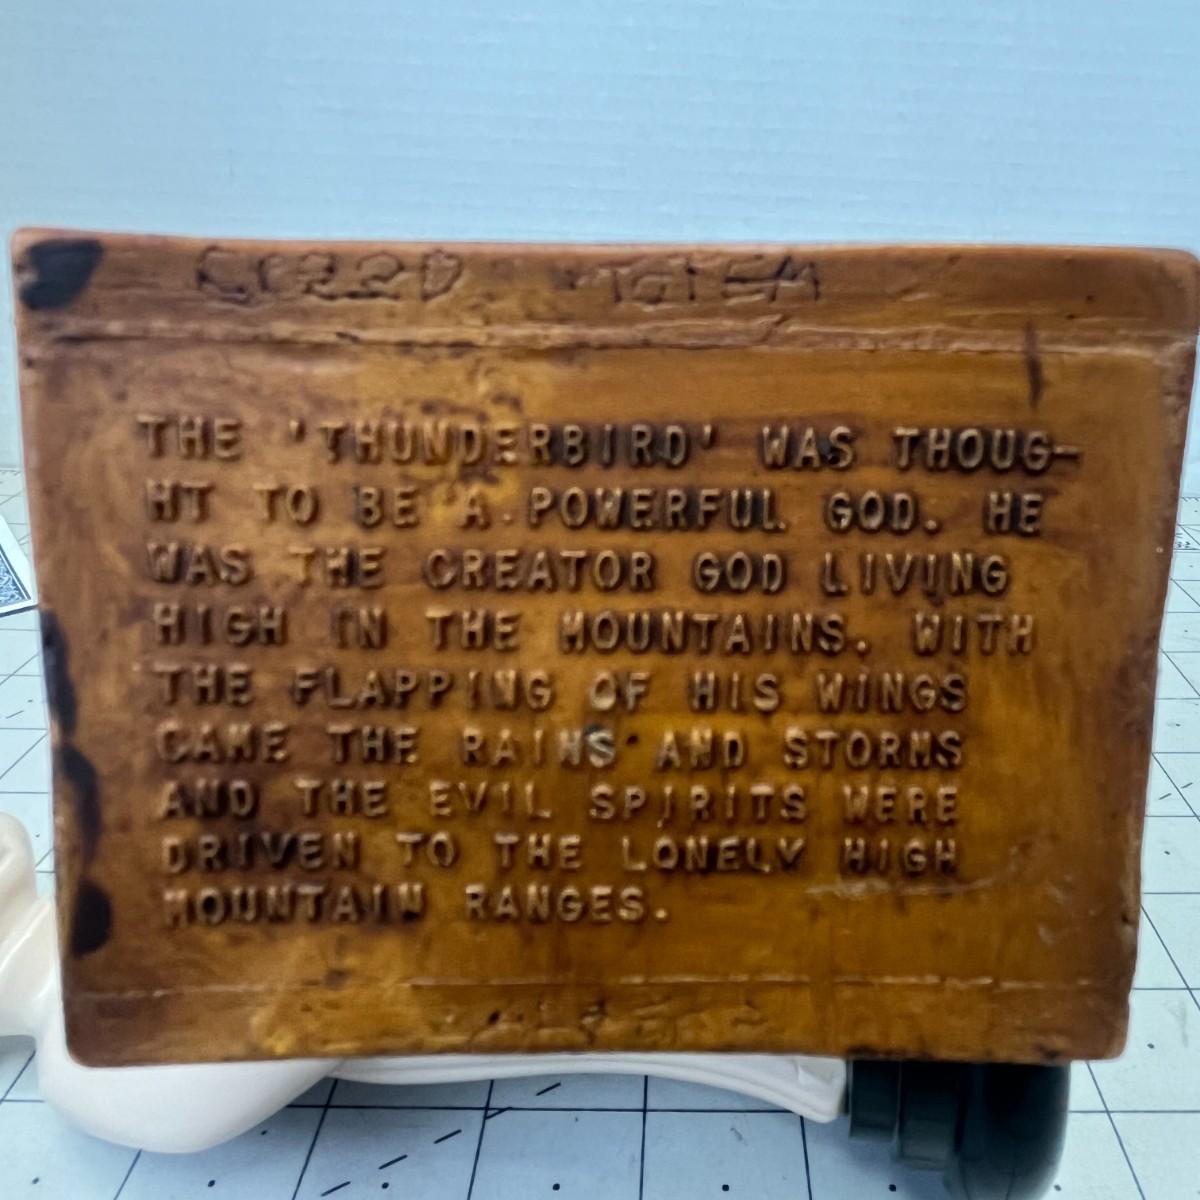 TOTEM
THE 'THUNDERBIRD' WAS THOUG-
HT TO BE A POWERFUL GOD. HE
WAS THE CREATOR GOD LIVING
HIGH IN THE MOUNTAINS. WITH
THE FLAPPING OF HIS WINGS
CAME THE RAINS AND STORMS
AND THE EVIL SPIRITS WERE
DRIVEN TO THE LONELY HIGH
MOUNTAIN RANGES.